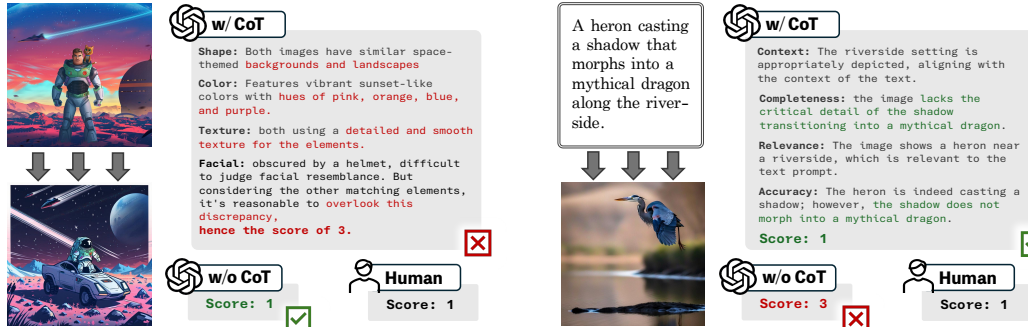 w/ CoT
Shape: Both images have similar space-
themed backgrounds and landscapes
Color: Features vibrant sunset-like
colors with hues of pink, orange, blue,
and purple.
Texture: both using a detailed and smooth
texture for the elements.
Facial: obscured by a helmet, difficult
to judge facial resemblance. But
considering the other matching elements,
it's reasonable to overlook this
discrepancy,
hence the score of 3.
w/o CoT
Score: 1
Human
Score: 1
A heron casting
a shadow that
morphs into a
mythical dragon
along the river-
side.
w/ CoT
Context: The riverside setting is
appropriately depicted, aligning with
the context of the text.
Completeness: the image lacks the
critical detail of the shadow
transitioning into a mythical dragon.
Relevance: The image shows a heron near
a riverside, which is relevant to the
text prompt.
Accuracy: The heron is indeed casting a
shadow; however, the shadow does not
morph into a mythical dragon.
Score: 1
w/o CoT
Score: 3
Human
Score: 1